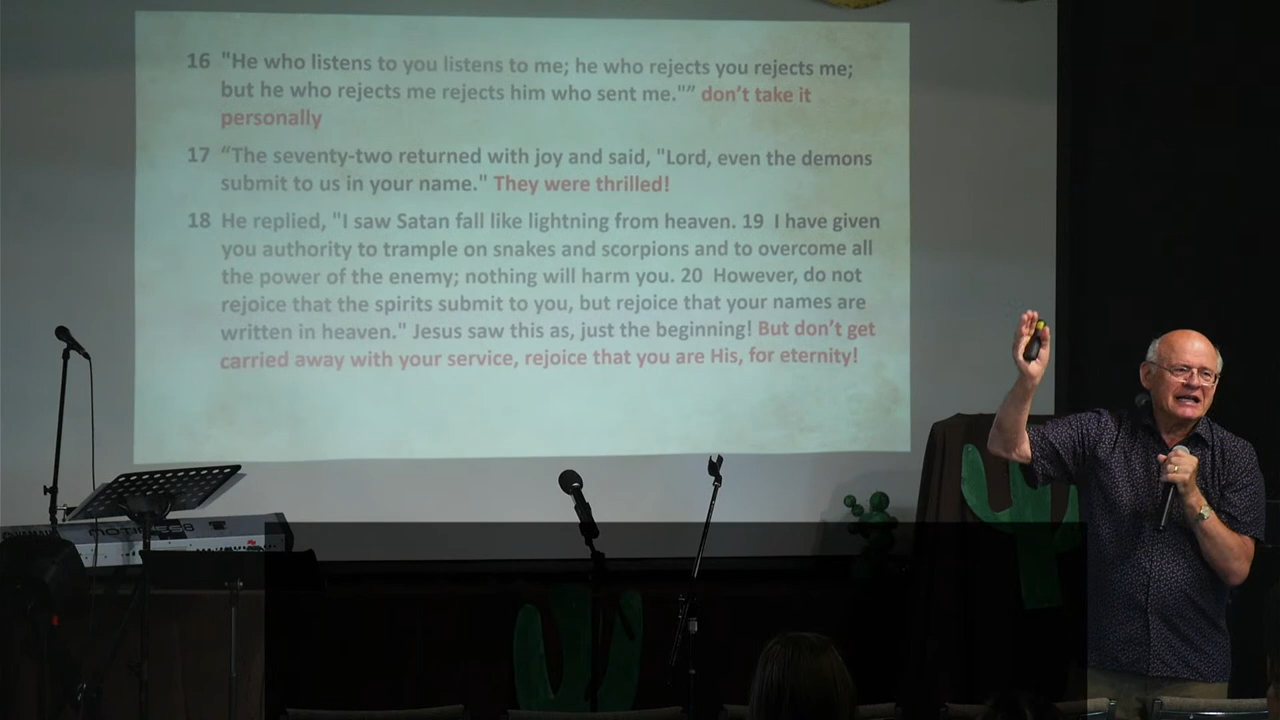 16 "He who listens to you listens to me; he who rejects you rejects me;
but he who rejects me rejects him who sent me."” don’t take it
personally
17 “The seventy-two returned with joy and said, "Lord, even the demons
submit to us in your name." They were thrilled!
18 He replied, "I saw Satan fall like lightning from heaven. 19 I have given
you authority to trample on snakes and scorpions and to overcome all
the power of the enemy; nothing will harm you. 20 However, do not
rejoice that the spirits submit to you, but rejoice that your names are
written in heaven." Jesus saw this as, just the beginning! But don’t get
carried away with your service, rejoice that you are His, for eternity!
YAMAHA MOTIF ES8